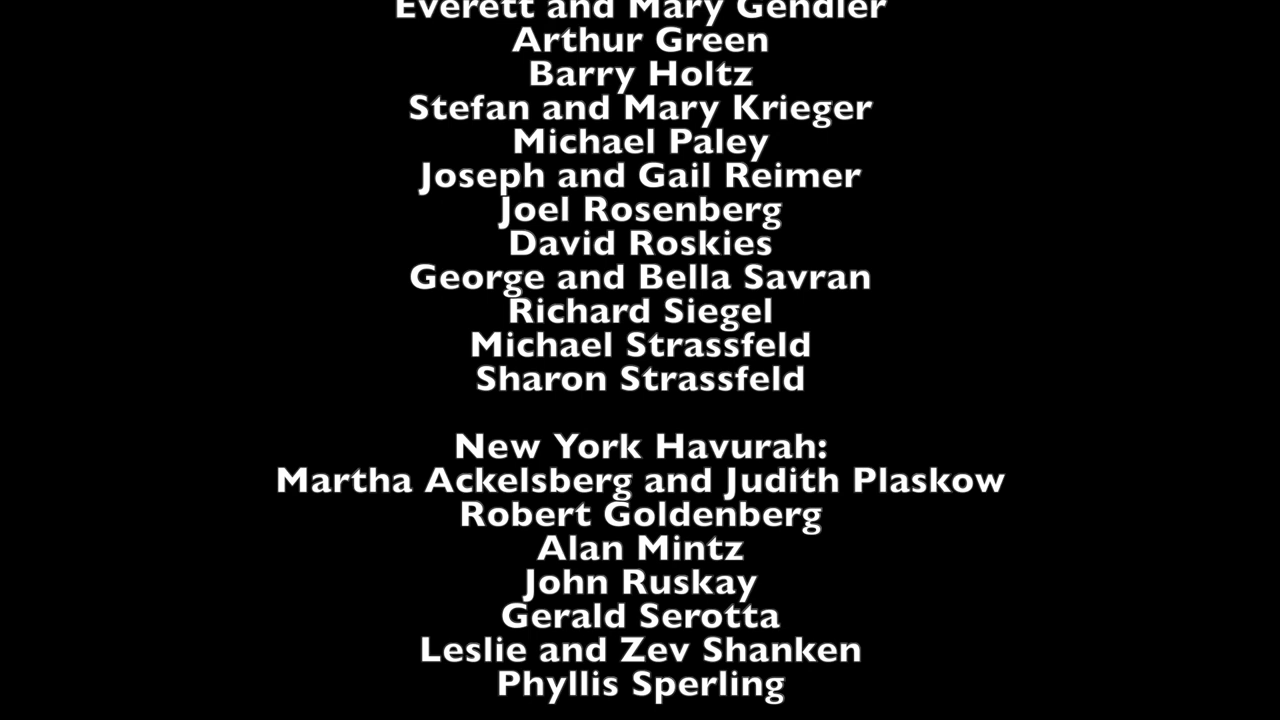 Everett and Mary Gendler
Arthur Green
Barry Holtz
Stefan and Mary Krieger
Michael Paley
Joseph and Gail Reimer
Joel Rosenberg
David Roskies
George and Bella Savran
Richard Siegel
Michael Strassfeld
Sharon Strassfeld
New York Havurah:
Martha Ackelsberg and Judith Plaskow
Robert Goldenberg
Alan Mintz
John Ruskay
Gerald Serotta
Leslie and Zev Shanken
Phyllis Sperling